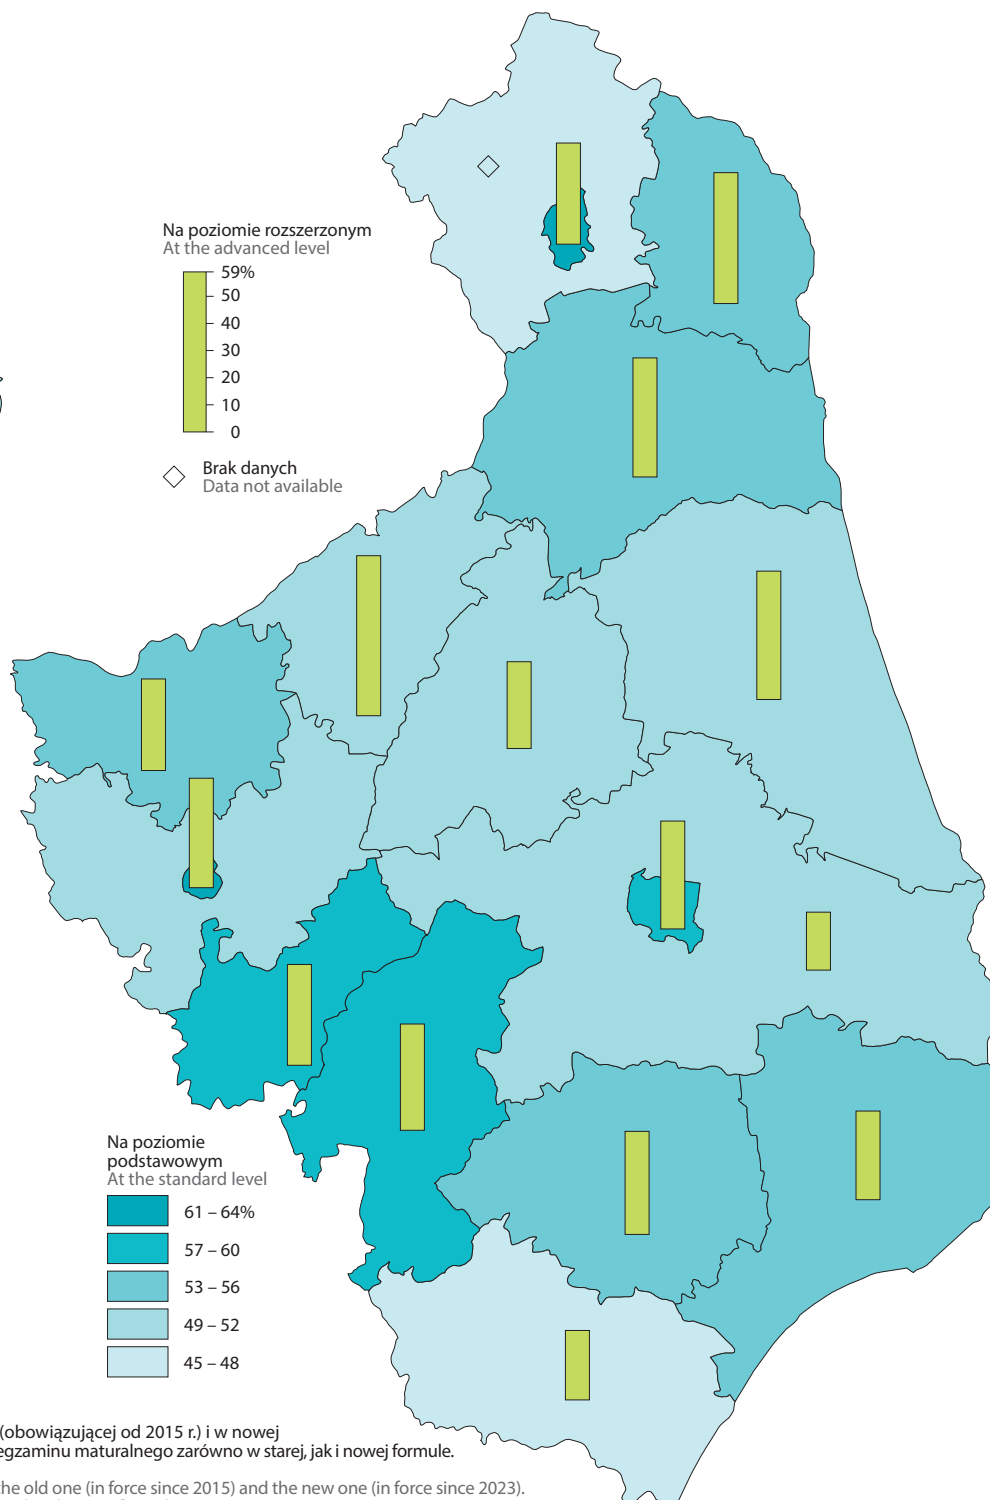 Na poziomie rozszerzonym
At the advanced level
59%
50
40
30
20
10
0
Brak danych
Data not available
Na poziomie
podstawowym
At the standard level
61 – 64%
57 – 60
53 – 56
49 – 52
45 – 48
(obowiązującej od 2015 r.) i w nowej
egzaminu maturalnego zarówno w starej, jak i nowej formule.
the old one (in force since 2015) and the new one (in force since 2023).